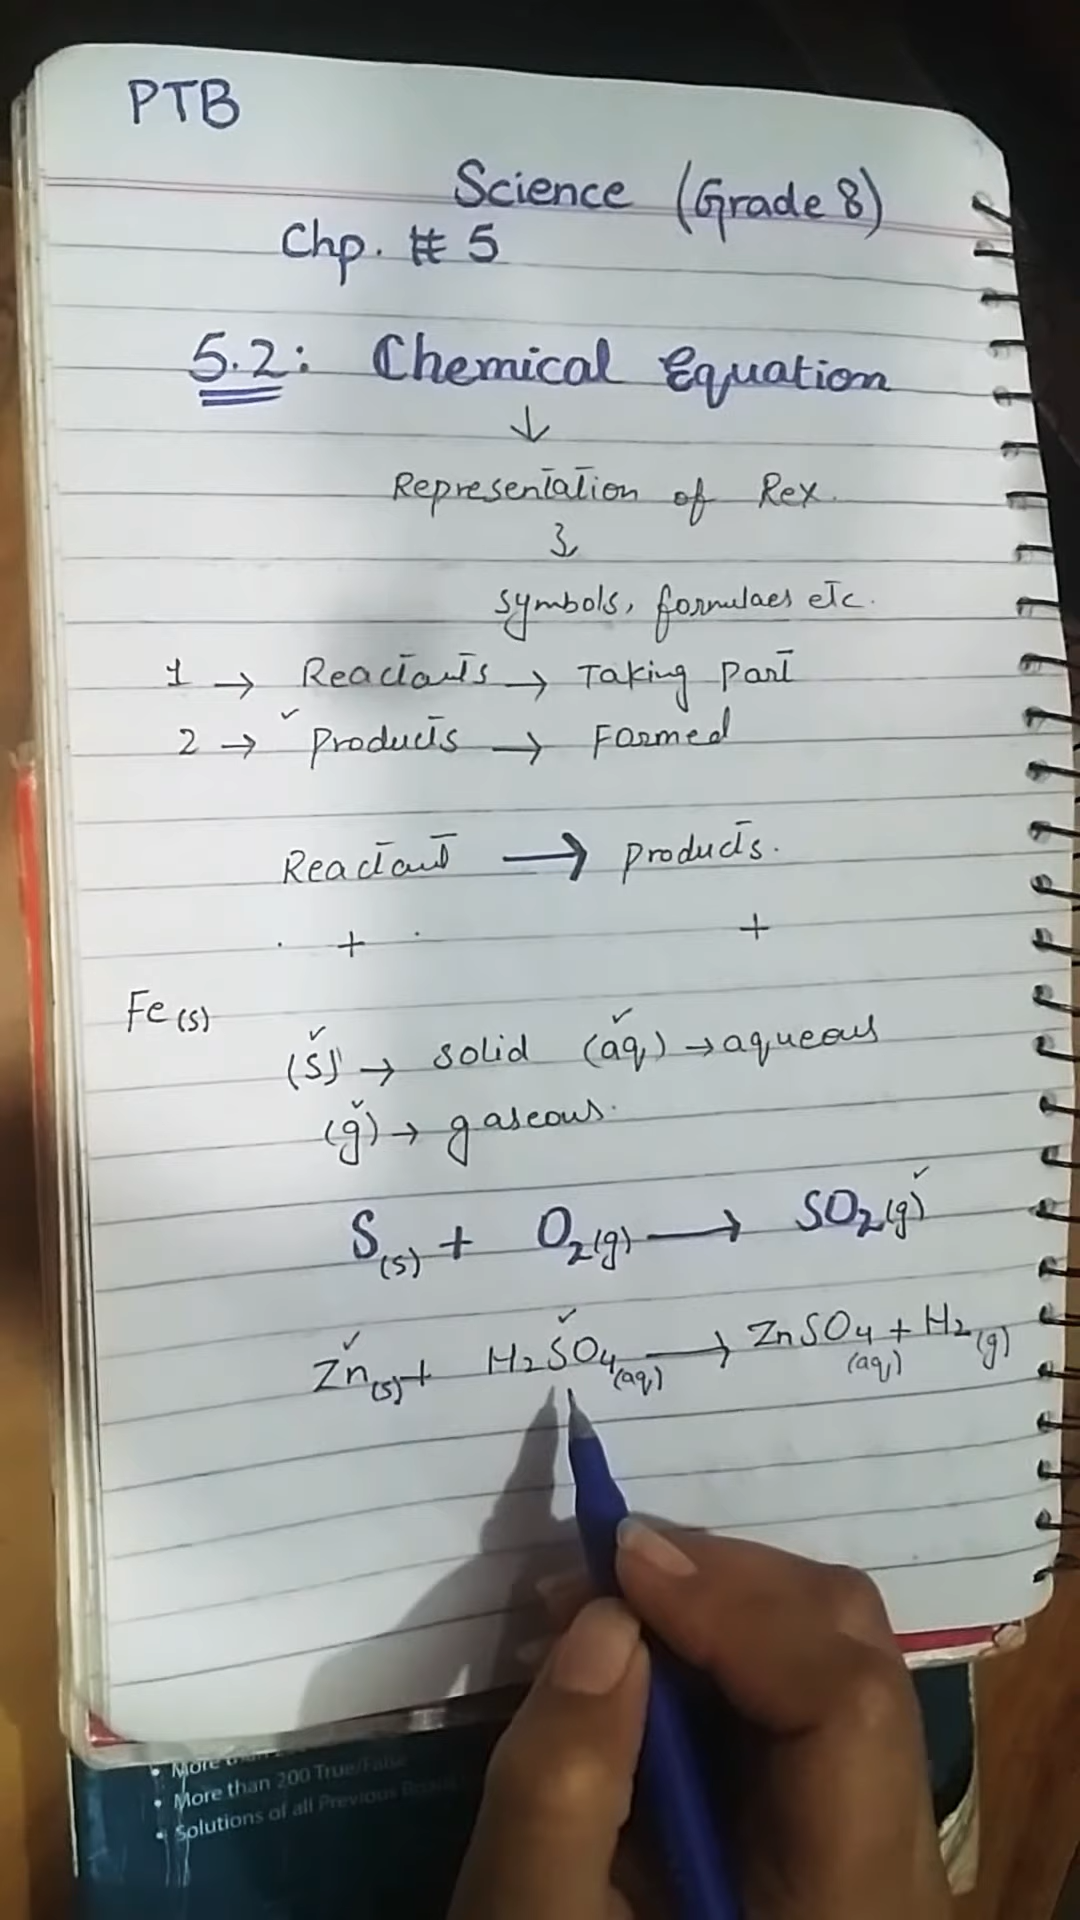 PTB
Science (Grade 8)
Chp. # 5
5.2: Chemical Equation
↓
Representation of Rex.
symbols, formulaes etc.
1 → Reactants → Taking Part
2 → Products → Formed
Reactant → Products.
+ +
Fe(s)
(s) → solid (aq) → aqueous
(g) → gaseous.
S(s) + O2(g) → SO2(g)
Zn(s) + H2SO4(aq) → ZnSO4(aq) + H2(g)
• More than 200 True/False
• Solutions of all Previous